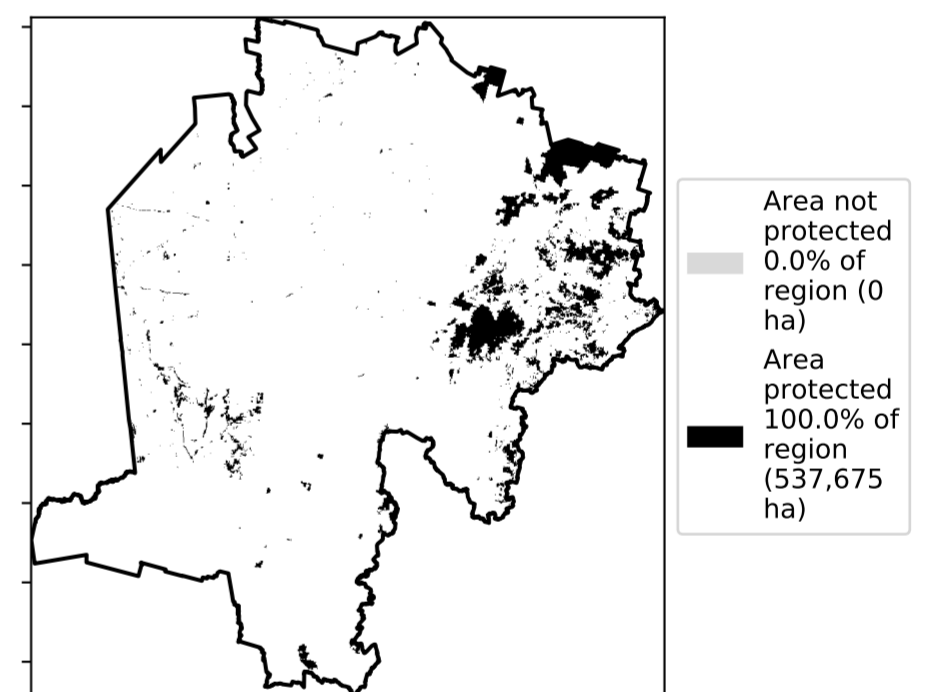 Area not
protected
0.0% of
region (0
ha)
Area
protected
100.0% of
region
(537,675
ha)